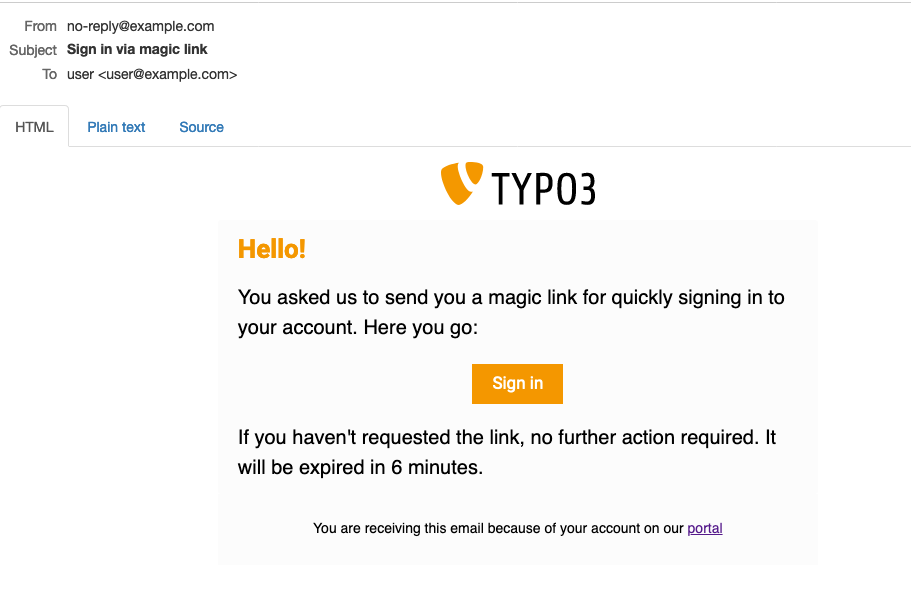 From no-reply@example.com
Subject Sign in via magic link
To user <user@example.com>
HTML Plain text Source
TYPO3
Hello!
You asked us to send you a magic link for quickly signing in to
your account. Here you go:
Sign in
If you haven't requested the link, no further action required. It
will be expired in 6 minutes.
You are receiving this email because of your account on our portal